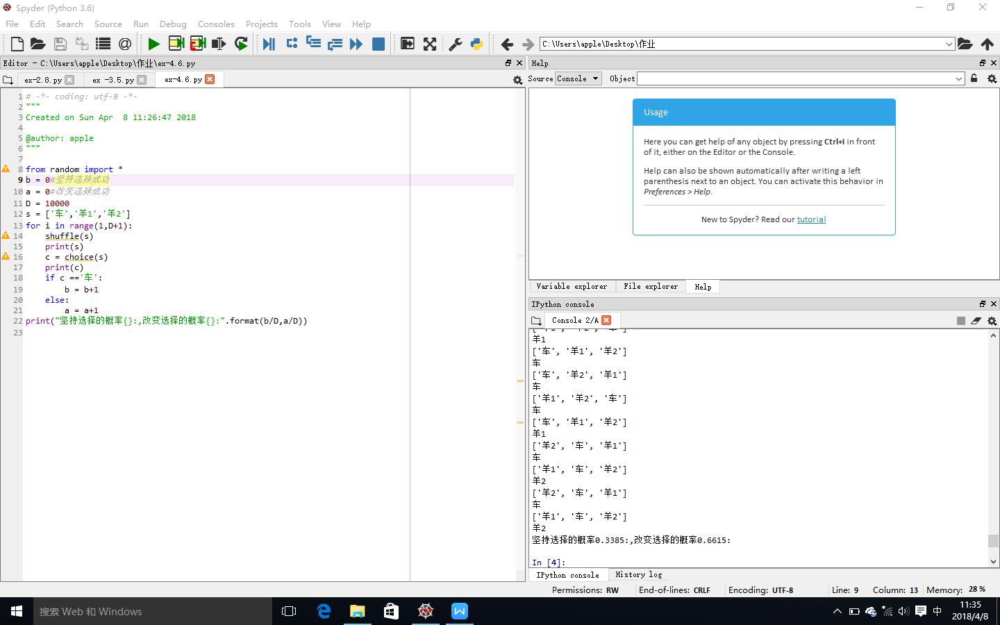 Spyder (Python 3.6)
File Edit Search Source Run Debug Consoles Projects Tools View Help
C:\Users\apple\Desktop\作业
Editor - C:\Users\apple\Desktop\作业\ex-4.6.py
ex-2.8.py ex -3.5.py ex-4.6.py
1 # -*- coding: utf-8 -*-
2 """
3 Created on Sun Apr  8 11:26:47 2018
4
5 @author: apple
6 """
7
8 from random import *
9 b = 0#坚持选择成功
10 a = 0#改变选择成功
11 D = 10000
12 s = ['车','羊1','羊2']
13 for i in range(1,D+1):
14     shuffle(s)
15     print(s)
16     c = choice(s)
17     print(c)
18     if c =='车':
19         b = b+1
20     else:
21         a = a+1
22 print("坚持选择的概率{}:,改变选择的概率{}:".format(b/D,a/D))
23
Help
Source Console Object
Usage
Here you can get help of any object by pressing Ctrl+I in front
of it, either on the Editor or the Console.
Help can also be shown automatically after writing a left
parenthesis next to an object. You can activate this behavior in
Preferences > Help.
New to Spyder? Read our tutorial
Variable explorer File explorer Help
IPython console
Console 2/A
羊1
['车', '羊1', '羊2']
车
['车', '羊2', '羊1']
车
['羊1', '羊2', '车']
车
['车', '羊1', '羊2']
羊1
['羊2', '车', '羊1']
车
['羊1', '车', '羊2']
羊2
['羊2', '车', '羊1']
车
['羊1', '车', '羊2']
羊2
坚持选择的概率0.3385:,改变选择的概率0.6615:
In [4]:
IPython console History log
Permissions: RW End-of-lines: CRLF Encoding: UTF-8 Line: 9 Column: 13 Memory: 28 %
搜索 Web 和 Windows
中
11:35
2018/4/8